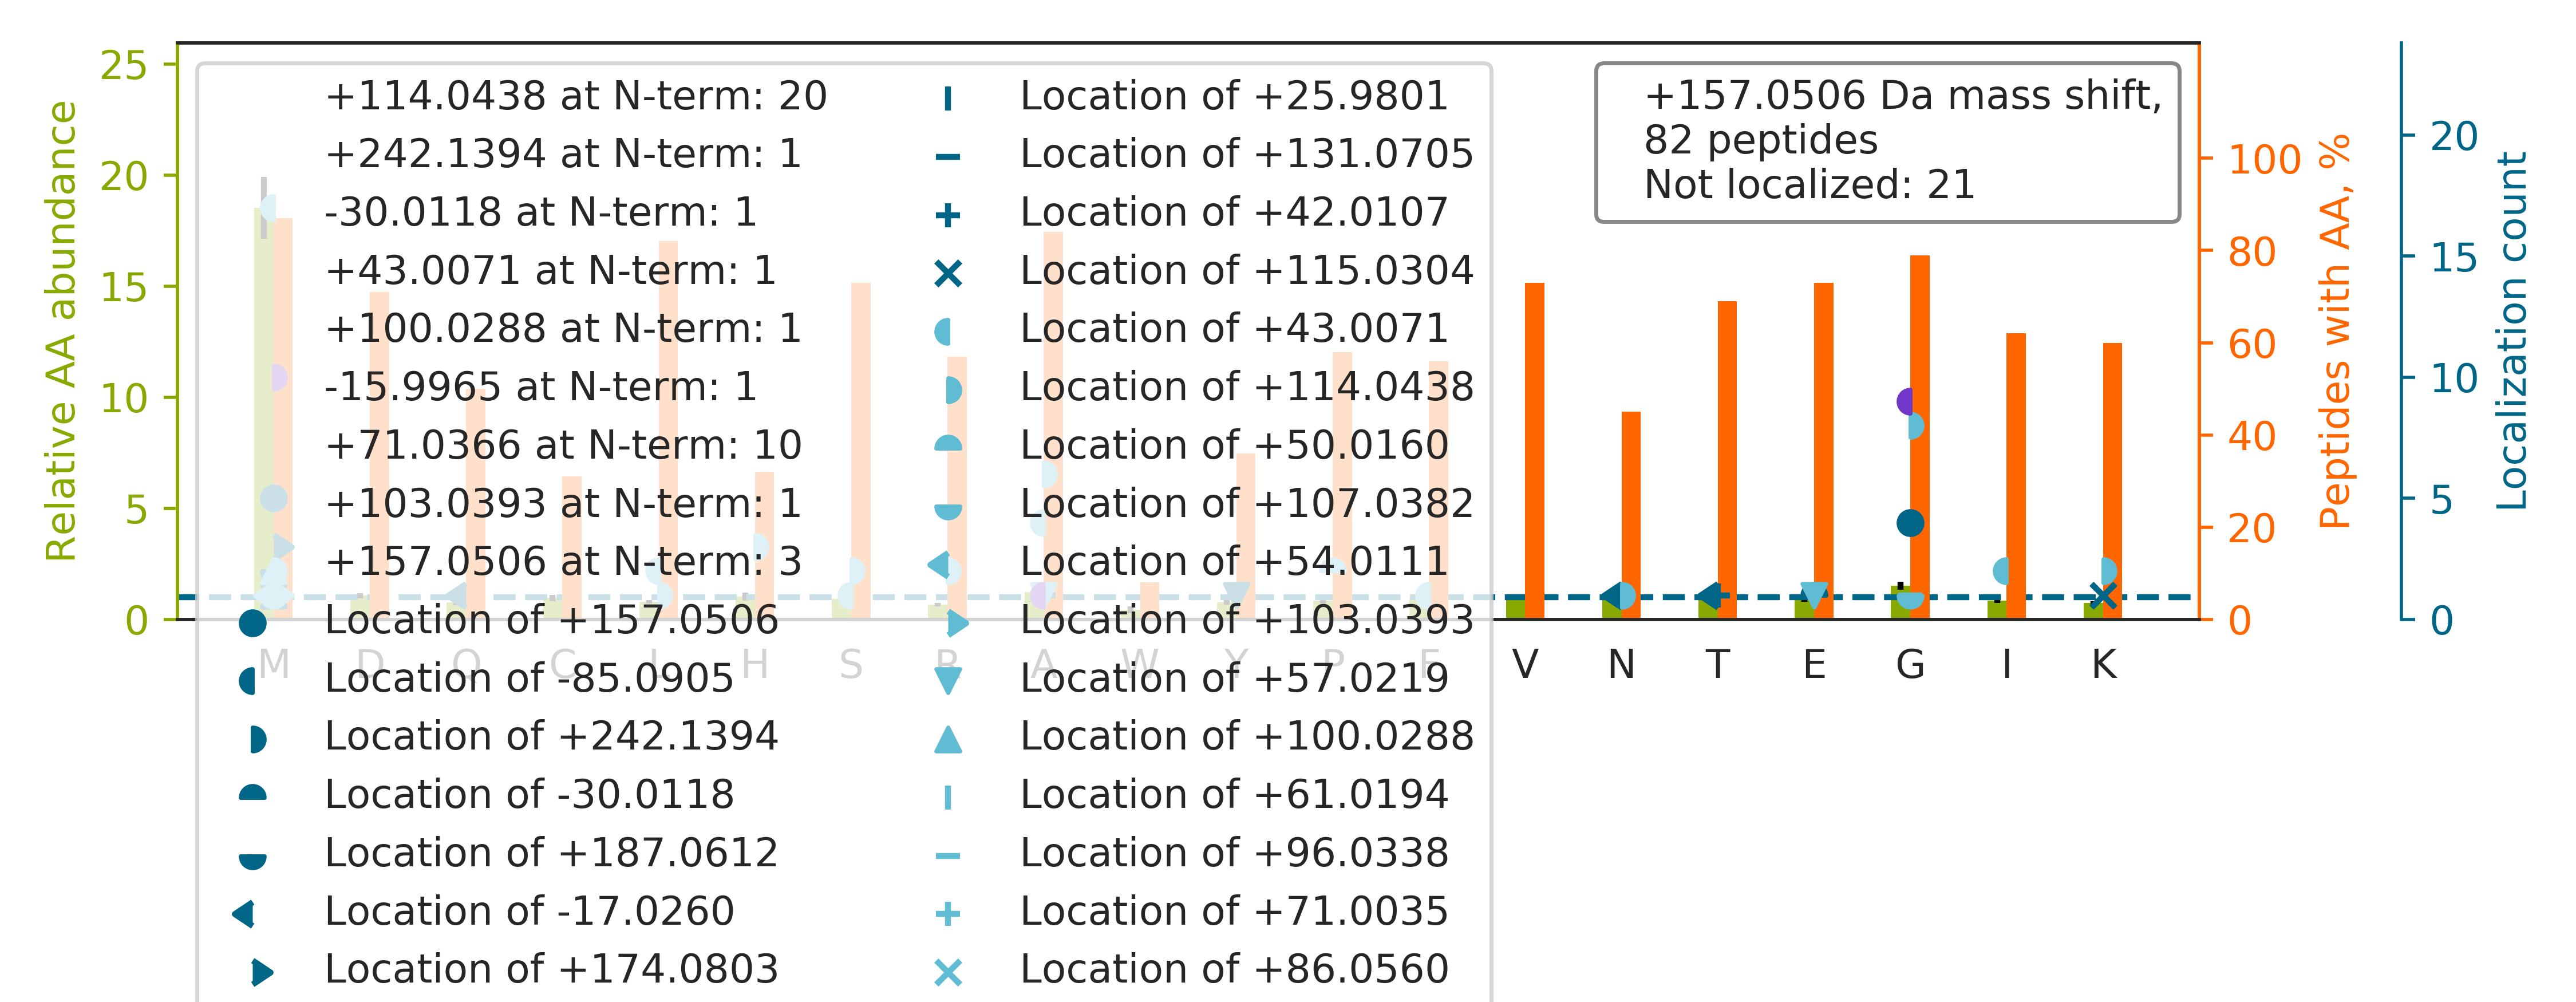 Relative AA abundance
25
20
15
10
5
0
+114.0438 at N-term: 20
+242.1394 at N-term: 1
-30.0118 at N-term: 1
+43.0071 at N-term: 1
+100.0288 at N-term: 1
-15.9965 at N-term: 1
+71.0366 at N-term: 10
+103.0393 at N-term: 1
+157.0506 at N-term: 3
Location of +157.0506
Location of -85.0905
Location of +242.1394
Location of -30.0118
Location of +187.0612
Location of -17.0260
Location of +174.0803
Location of +25.9801
Location of +131.0705
Location of +42.0107
Location of +115.0304
Location of +43.0071
Location of +114.0438
Location of +50.0160
Location of +107.0382
Location of +54.0111
Location of +103.0393
Location of +57.0219
Location of +100.0288
Location of +61.0194
Location of +96.0338
Location of +71.0035
Location of +86.0560
+157.0506 Da mass shift,
82 peptides
Not localized: 21
M D Q C L H S R A W Y P F V N T E G I K
100
80
60
40
20
0
Peptides with AA, %
20
15
10
5
0
Localization count